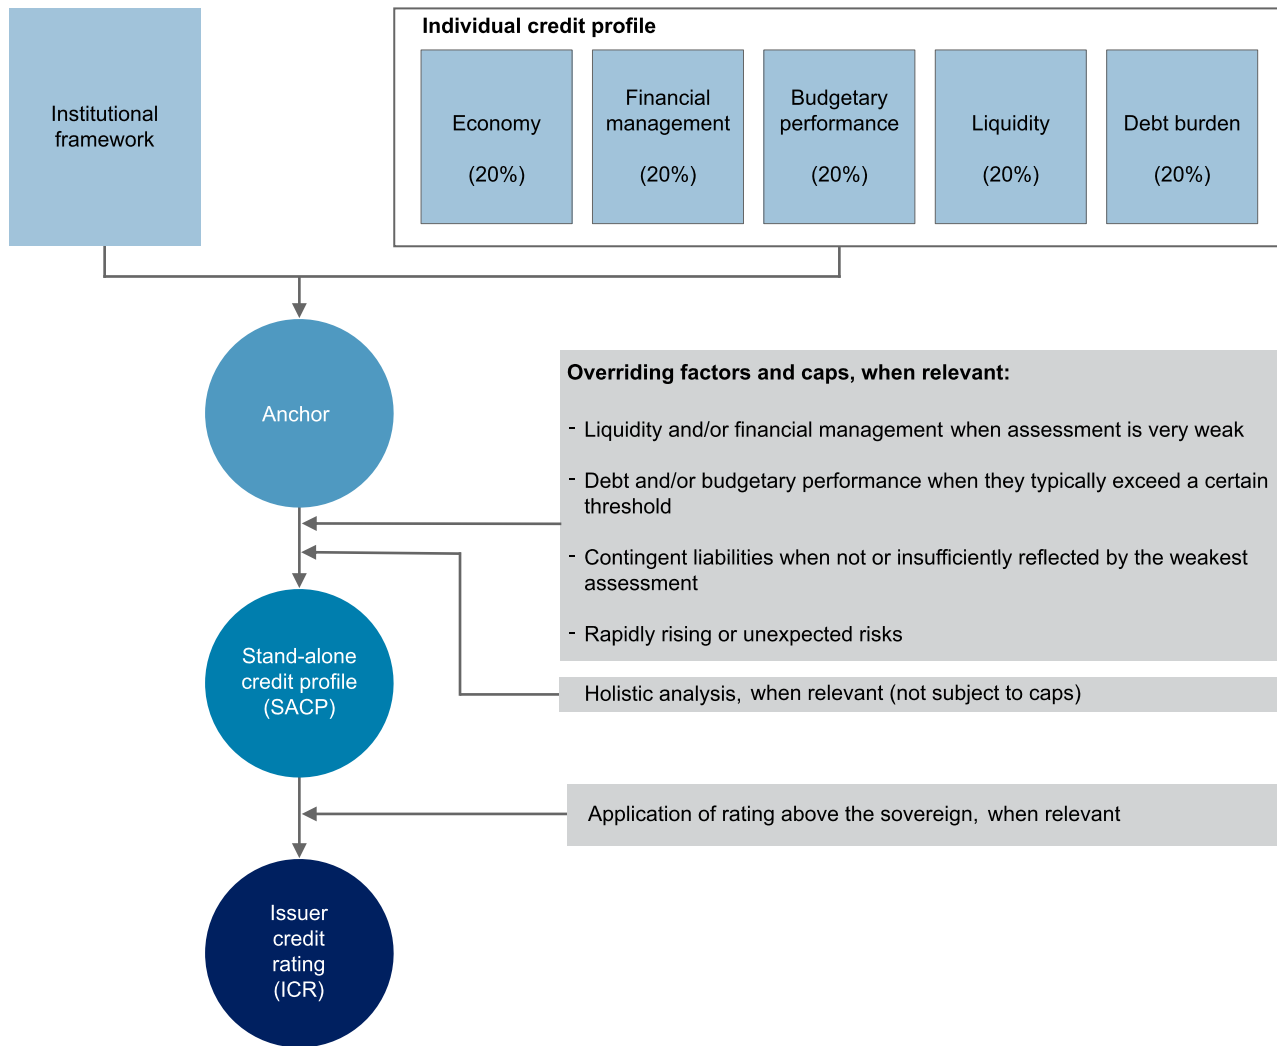 Institutional
framework
Individual credit profile
Economy
(20%)
Financial
management
(20%)
Budgetary
performance
(20%)
Liquidity
(20%)
Debt burden
(20%)
Anchor
Overriding factors and caps, when relevant:
- Liquidity and/or financial management when assessment is very weak
- Debt and/or budgetary performance when they typically exceed a certain
threshold
- Contingent liabilities when not or insufficiently reflected by the weakest
assessment
- Rapidly rising or unexpected risks
Stand-alone
credit profile
(SACP)
Holistic analysis, when relevant (not subject to caps)
Application of rating above the sovereign, when relevant
Issuer
credit
rating
(ICR)